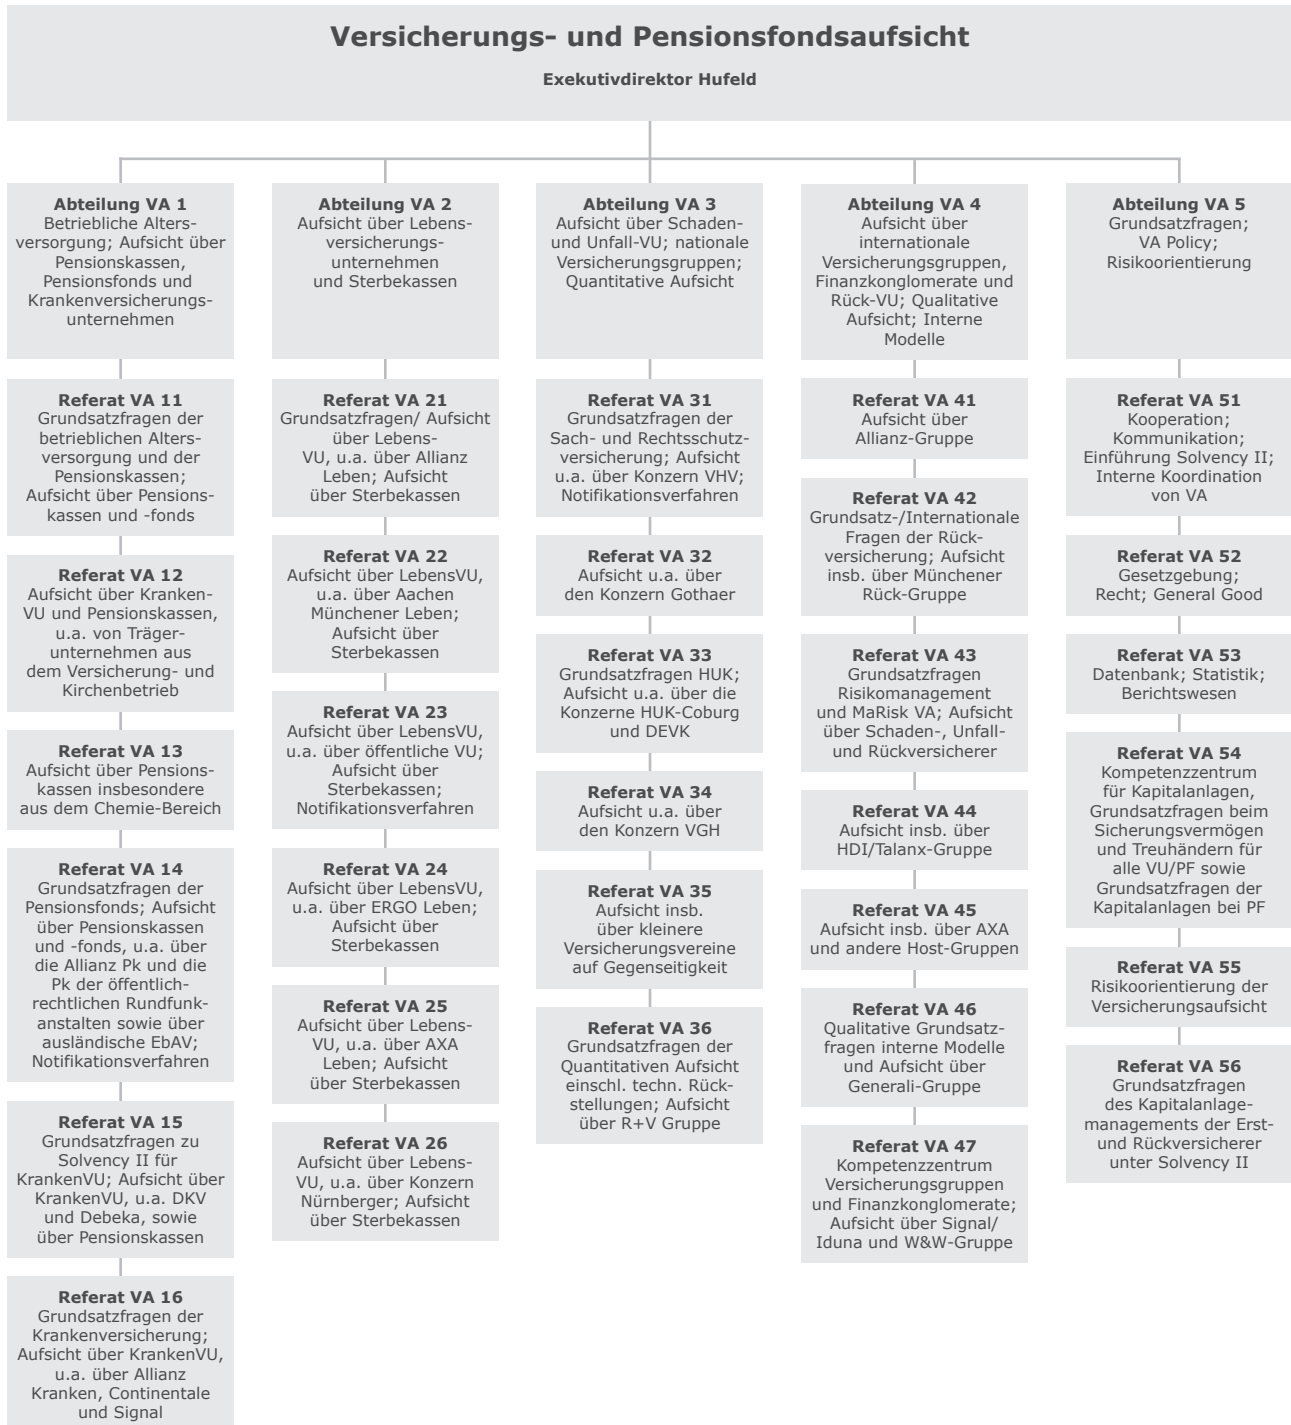 Versicherungs- und Pensionsfondsaufsicht
Exekutivdirektor Hufeld
Abteilung VA 1
Betriebliche Alters-
versorgung; Aufsicht über
Pensionskassen,
Pensionsfonds und
Krankenversicherungs-
unternehmen
Referat VA 11
Grundsatzfragen der
betrieblichen Alters-
versorgung und der
Pensionskassen;
Aufsicht über Pensions-
kassen und -fonds
Referat VA 12
Aufsicht über Kranken-
VU und Pensionskassen,
u.a. von Träger-
unternehmen aus
dem Versicherung- und
Kirchenbetrieb
Referat VA 13
Aufsicht über Pensions-
kassen insbesondere
aus dem Chemie-Bereich
Referat VA 14
Grundsatzfragen der
Pensionsfonds; Aufsicht
über Pensionskassen
und -fonds, u.a. über
die Allianz Pk und die
Pk der öffentlich-
rechtlichen Rundfunk-
anstalten sowie über
ausländische EbAV;
Notifikationsverfahren
Referat VA 15
Grundsatzfragen zu
Solvency II für
KrankenVU; Aufsicht über
KrankenVU, u.a. DKV
und Debeka, sowie
über Pensionskassen
Referat VA 16
Grundsatzfragen der
Krankenversicherung;
Aufsicht über KrankenVU,
u.a. über Allianz
Kranken, Continentale
und Signal
Abteilung VA 2
Aufsicht über Lebens-
versicherungs-
unternehmen
und Sterbekassen
Referat VA 21
Grundsatzfragen/ Aufsicht
über Lebens-
VU, u.a. über Allianz
Leben; Aufsicht
über Sterbekassen
Referat VA 22
Aufsicht über LebensVU,
u.a. über Aachen
Münchener Leben;
Aufsicht über
Sterbekassen
Referat VA 23
Aufsicht über LebensVU,
u.a. über öffentliche VU;
Aufsicht über
Sterbekassen;
Notifikationsverfahren
Referat VA 24
Aufsicht über LebensVU,
u.a. über ERGO Leben;
Aufsicht über
Sterbekassen
Referat VA 25
Aufsicht über Lebens-
VU, u.a. über AXA
Leben; Aufsicht
über Sterbekassen
Referat VA 26
Aufsicht über Lebens-
VU, u.a. über Konzern
Nürnberger; Aufsicht
über Sterbekassen
Abteilung VA 3
Aufsicht über Schaden-
und Unfall-VU; nationale
Versicherungsgruppen;
Quantitative Aufsicht
Referat VA 31
Grundsatzfragen der
Sach- und Rechtsschutz-
versicherung; Aufsicht
u.a. über Konzern VHV;
Notifikationsverfahren
Referat VA 32
Aufsicht u.a. über
den Konzern Gothaer
Referat VA 33
Grundsatzfragen HUK;
Aufsicht u.a. über die
Konzerne HUK-Coburg
und DEVK
Referat VA 34
Aufsicht u.a. über
den Konzern VGH
Referat VA 35
Aufsicht insb.
über kleinere
Versicherungsvereine
auf Gegenseitigkeit
Referat VA 36
Grundsatzfragen der
Quantitativen Aufsicht
einschl. techn. Rück-
stellungen; Aufsicht
über R+V Gruppe
Abteilung VA 4
Aufsicht über
internationale
Versicherungsgruppen,
Finanzkonglomerate und
Rück-VU; Qualitative
Aufsicht; Interne
Modelle
Referat VA 41
Aufsicht über
Allianz-Gruppe
Referat VA 42
Grundsatz-/Internationale
Fragen der Rück-
versicherung; Aufsicht
insb. über Münchener
Rück-Gruppe
Referat VA 43
Grundsatzfragen
Risikomanagement
und MaRisk VA; Aufsicht
über Schaden-, Unfall-
und Rückversicherer
Referat VA 44
Aufsicht insb. über
HDI/Talanx-Gruppe
Referat VA 45
Aufsicht insb. über AXA
und andere Host-Gruppen
Referat VA 46
Qualitative Grundsatz-
fragen interne Modelle
und Aufsicht über
Generali-Gruppe
Referat VA 47
Kompetenzzentrum
Versicherungsgruppen
und Finanzkonglomerate;
Aufsicht über Signal/
Iduna und W&W-Gruppe
Abteilung VA 5
Grundsatzfragen;
VA Policy;
Risikoorientierung
Referat VA 51
Kooperation;
Kommunikation;
Einführung Solvency II;
Interne Koordination
von VA
Referat VA 52
Gesetzgebung;
Recht; General Good
Referat VA 53
Datenbank; Statistik;
Berichtswesen
Referat VA 54
Kompetenzzentrum
für Kapitalanlagen,
Grundsatzfragen beim
Sicherungsvermögen
und Treuhändern für
alle VU/PF sowie
Grundsatzfragen der
Kapitalanlagen bei PF
Referat VA 55
Risikoorientierung der
Versicherungsaufsicht
Referat VA 56
Grundsatzfragen
des Kapitalanlage-
managements der Erst-
und Rückversicherer
unter Solvency II